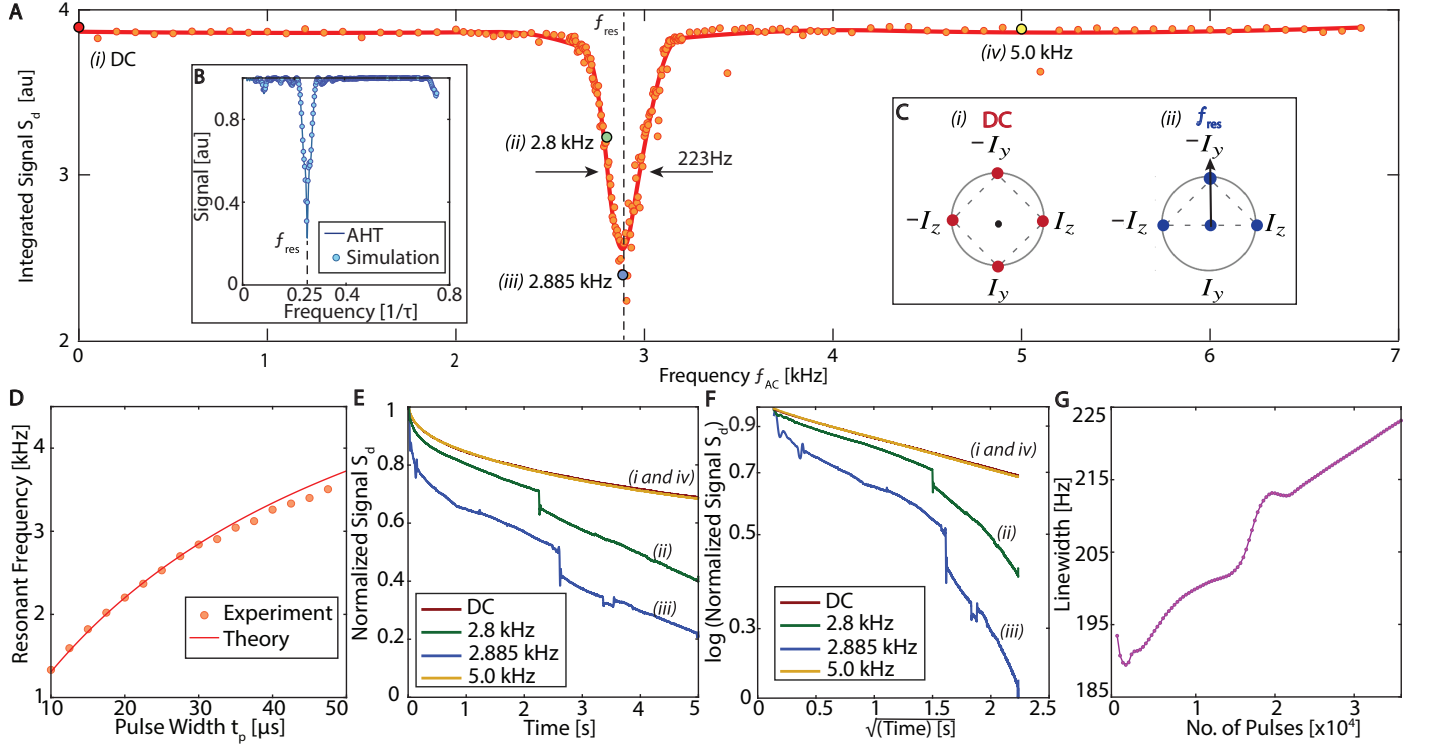 A
4
3
2
Integrated Signal S_d [au]
f_res
(i) DC
(ii) 2.8 kHz
(iii) 2.885 kHz
(iv) 5.0 kHz
223Hz
0 1 2 3 4 5 6 7
Frequency f_AC [kHz]
B
0.8
0.4
0
Signal [au]
f_res
AHT
Simulation
0 0.25 0.4 0.8
Frequency [1/τ]
C
(i) DC
−I_y
−I_z
I_z
I_y
(ii) f_res
−I_y
−I_z
I_z
I_y
D
4
3
2
1
Resonant Frequency [kHz]
Experiment
Theory
10 20 30 40 50
Pulse Width t_p [μs]
E
1
0.8
0.6
0.4
0.2
0
Normalized Signal S_d
(i and iv)
(ii)
(iii)
DC
2.8 kHz
2.885 kHz
5.0 kHz
0 1 2 3 4 5
Time [s]
F
0.9
0.7
0.5
0.3
0
log (Normalized Signal S_d)
(i and iv)
(ii)
(iii)
DC
2.8 kHz
2.885 kHz
5.0 kHz
0 0.5 1 1.5 2 2.5
√(Time) [s]
G
225
215
205
195
185
Linewidth [Hz]
0 1 2 3
No. of Pulses [x10⁴]